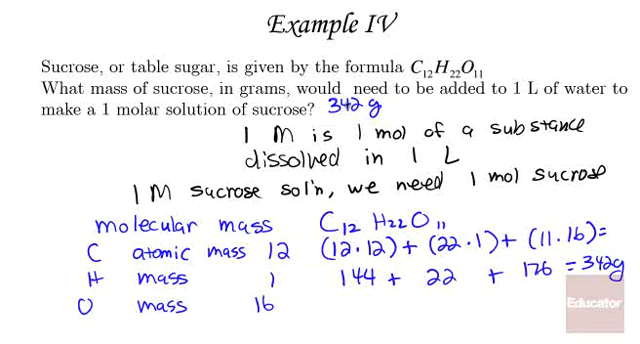 Example IV
Sucrose, or table sugar, is given by the formula C₁₂H₂₂O₁₁
What mass of sucrose, in grams, would need to be added to 1 L of water to
make a 1 molar solution of sucrose? 342 g
1 M is 1 mol of a substance
dissolved in 1 L
1 M sucrose sol'n, we need 1 mol sucrose
molecular mass C₁₂ H₂₂ O₁₁
C atomic mass 12 (12·12) + (22·1) + (11·16) =
H mass 1 144 + 22 + 176 = 342g
O mass 16
Educator